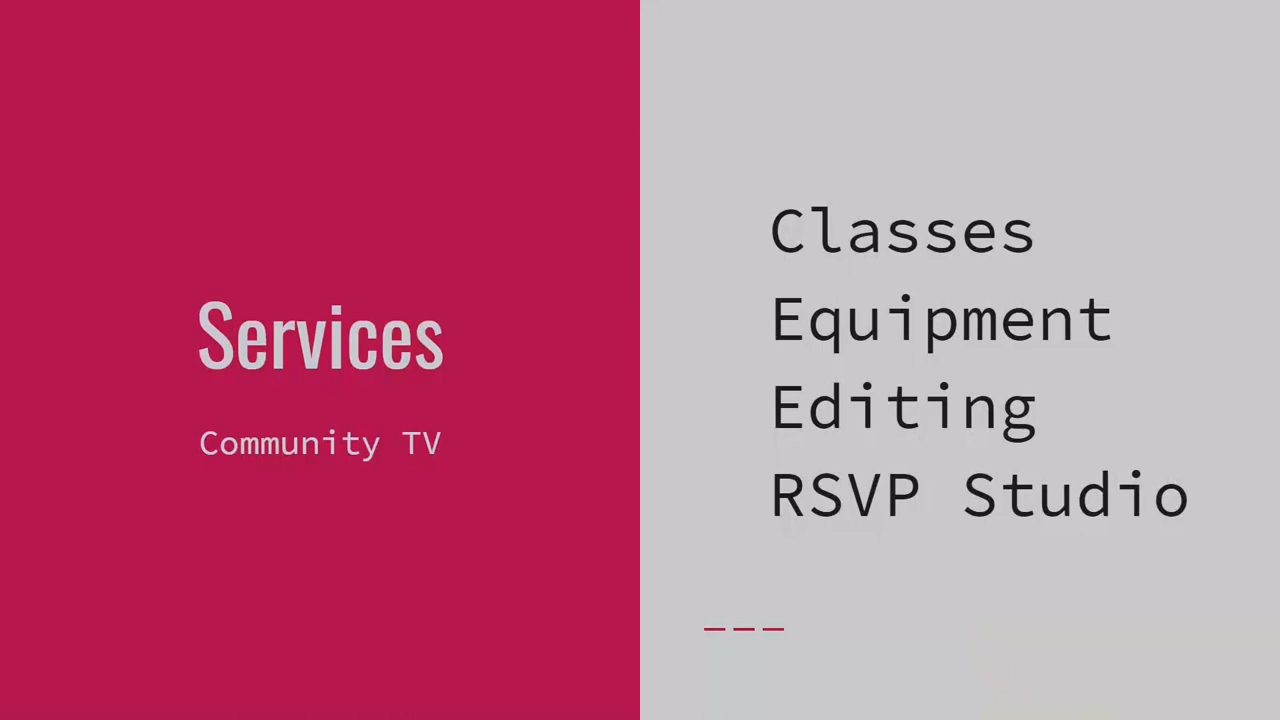 Services
Community TV
Classes
Equipment
Editing
RSVP Studio